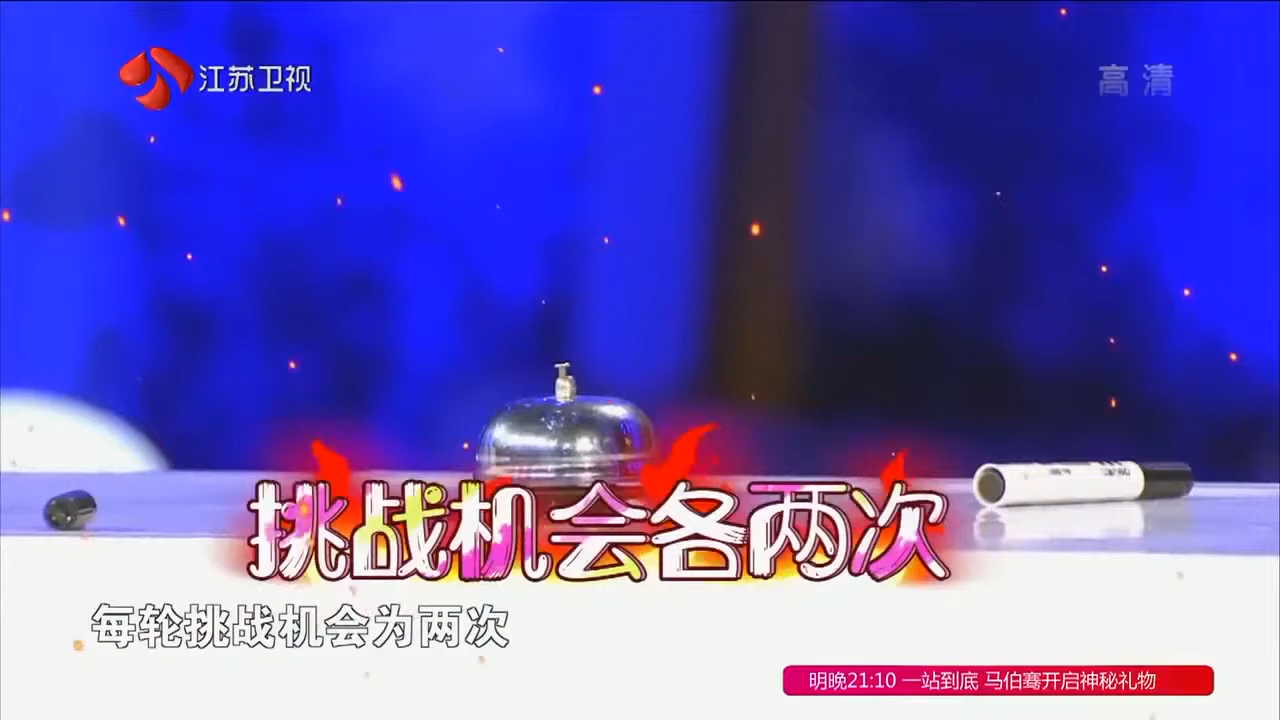 江苏卫视
高清
挑战机会各两次
每轮挑战机会为两次
明晚21:10 一站到底 马伯骞开启神秘礼物